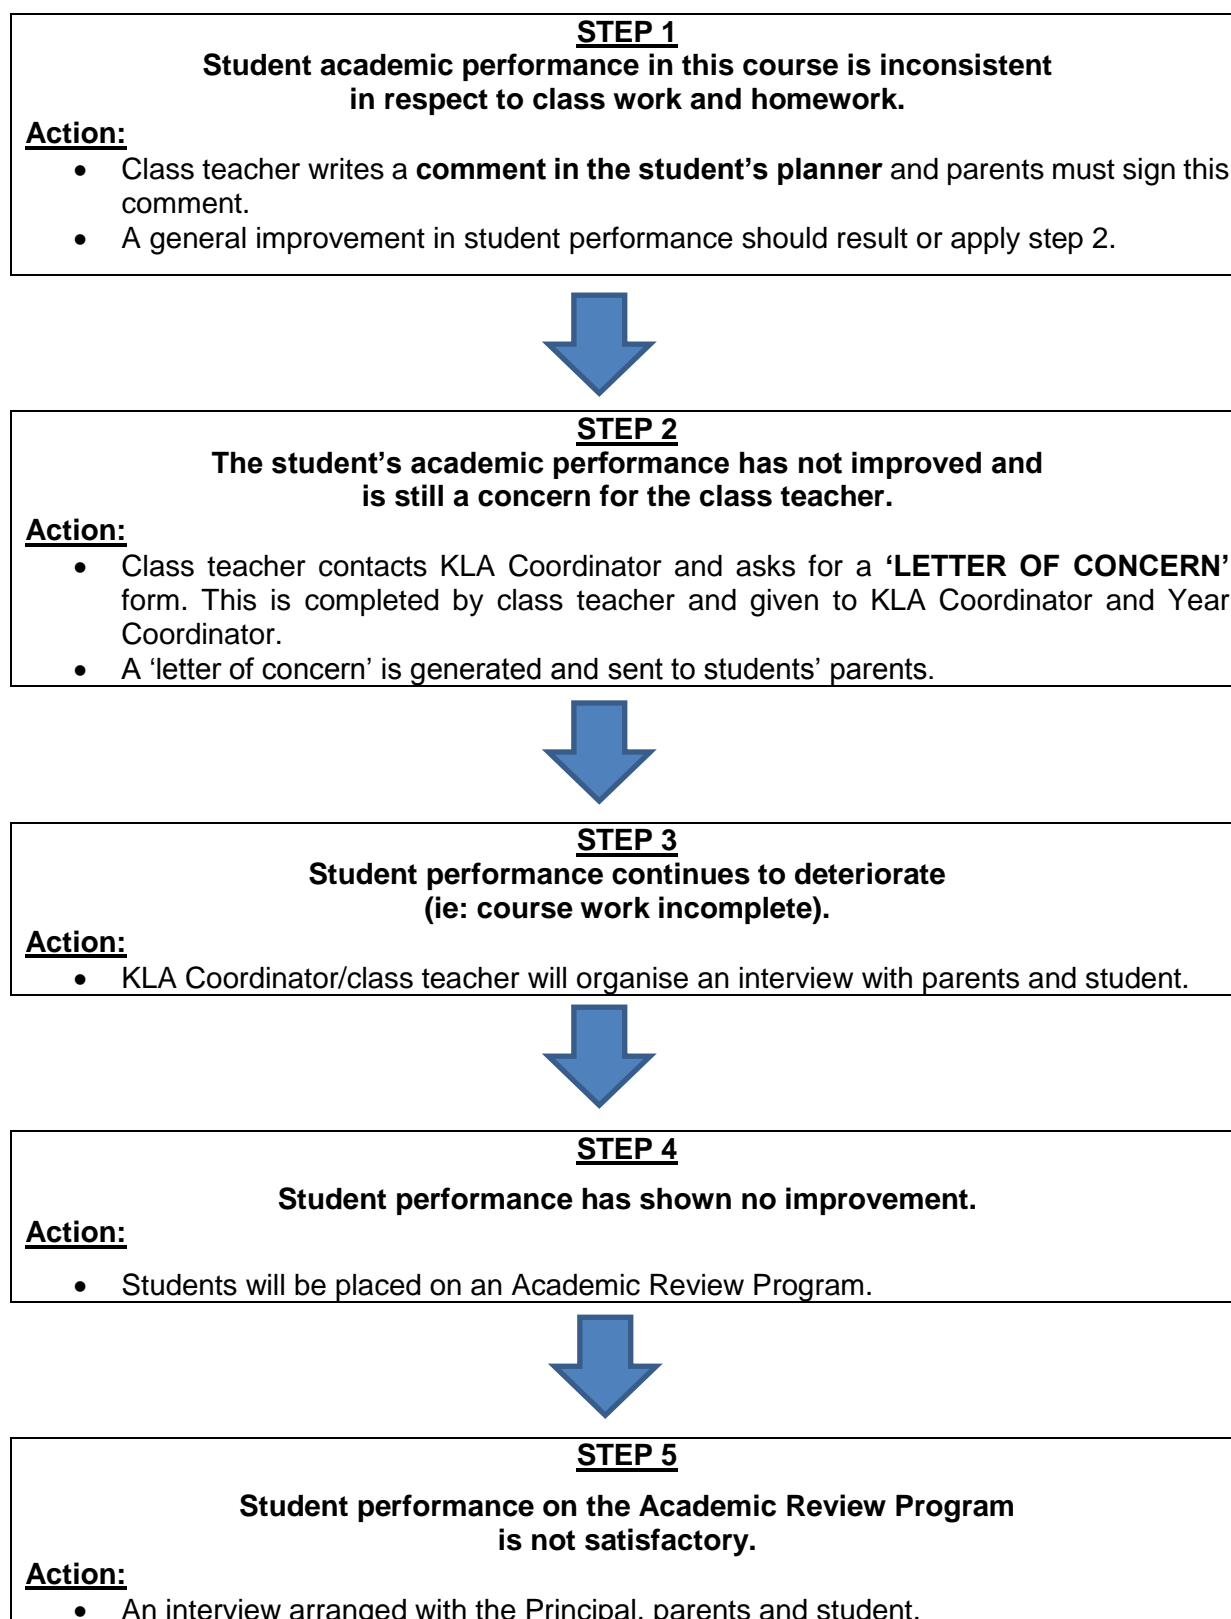 STEP 1
Student academic performance in this course is inconsistent
in respect to class work and homework.
Action:
• Class teacher writes a comment in the student’s planner and parents must sign this
comment.
• A general improvement in student performance should result or apply step 2.
STEP 2
The student’s academic performance has not improved and
is still a concern for the class teacher.
Action:
• Class teacher contacts KLA Coordinator and asks for a ‘LETTER OF CONCERN’
form. This is completed by class teacher and given to KLA Coordinator and Year
Coordinator.
• A ‘letter of concern’ is generated and sent to students’ parents.
STEP 3
Student performance continues to deteriorate
(ie: course work incomplete).
Action:
• KLA Coordinator/class teacher will organise an interview with parents and student.
STEP 4
Student performance has shown no improvement.
Action:
• Students will be placed on an Academic Review Program.
STEP 5
Student performance on the Academic Review Program
is not satisfactory.
Action:
• An interview arranged with the Principal, parents and student.